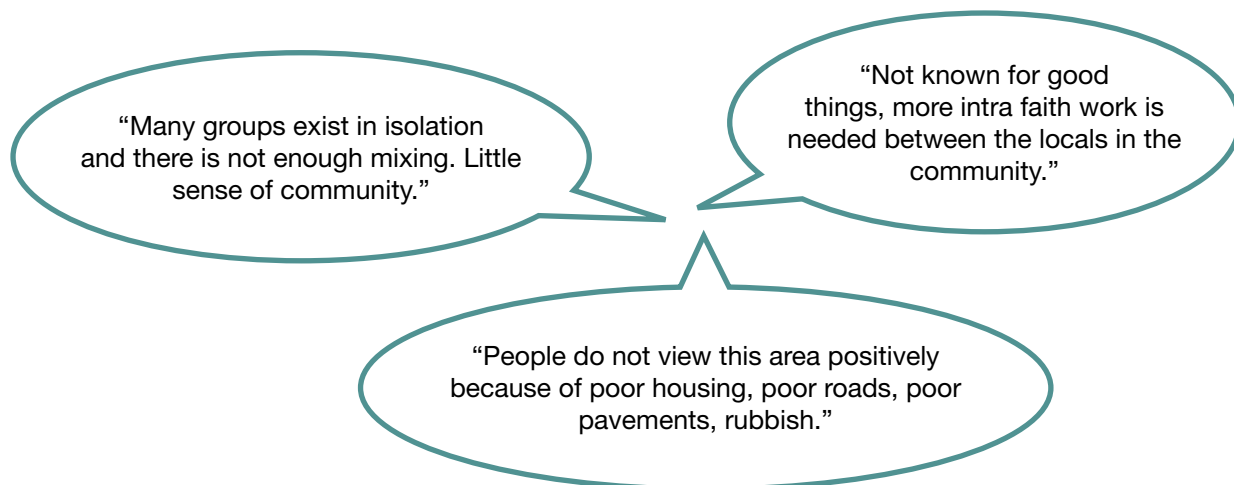 “Many groups exist in isolation
and there is not enough mixing. Little
sense of community.”
“Not known for good
things, more intra faith work is
needed between the locals in the
community.”
“People do not view this area positively
because of poor housing, poor roads, poor
pavements, rubbish.”